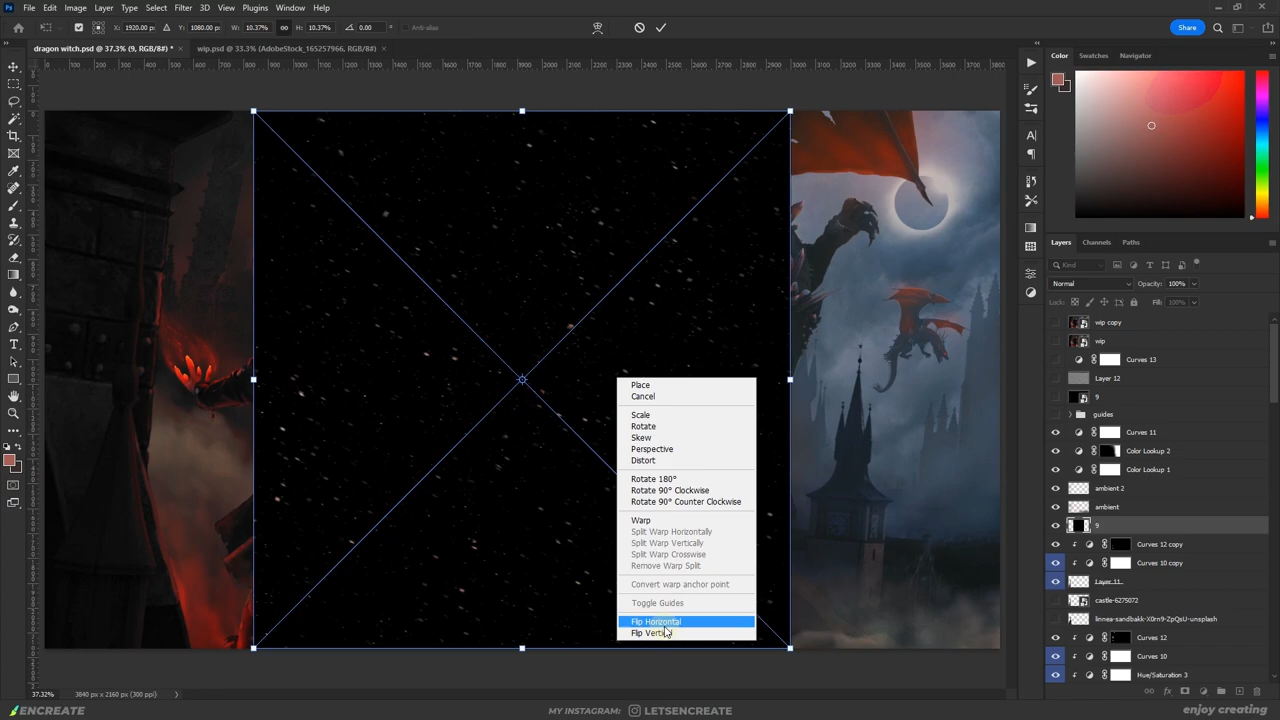 File Edit Image Layer Type Select Filter 3D View Plugins Window Help
X: 1920.00 px Y: 1080.00 px W: 10.37% H: 10.37% 0.00 ° Anti-alias Share
dragon witch.psd @ 37.3% (9, RGB/8#) * × wip.psd @ 33.3% (AdobeStock_165257966, RGB/8#) ×
Color Swatches Navigator
Layers Channels Paths
Kind
Normal Opacity: 100%
Lock: Fill: 100%
wip copy
wip
Curves 13
Layer 12
9
guides
Curves 11
Color Lookup 2
Color Lookup 1
ambient 2
ambient
9
Curves 12 copy
Curves 10 copy
Layer 11
castle-6275072
linnea-sandbakk-X0rn9-ZpQsU-unsplash
Curves 12
Curves 10
Hue/Saturation 3
Place
Cancel
Scale
Rotate
Skew
Perspective
Distort
Rotate 180°
Rotate 90° Clockwise
Rotate 90° Counter Clockwise
Warp
Split Warp Horizontally
Split Warp Vertically
Split Warp Crosswise
Remove Warp Split
Convert warp anchor point
Toggle Guides
Flip Horizontal
Flip Vertical
37.32% 3840 px x 2160 px (300 ppi)
ENCREATE
MY INSTAGRAM: LETSENCREATE
enjoy creating